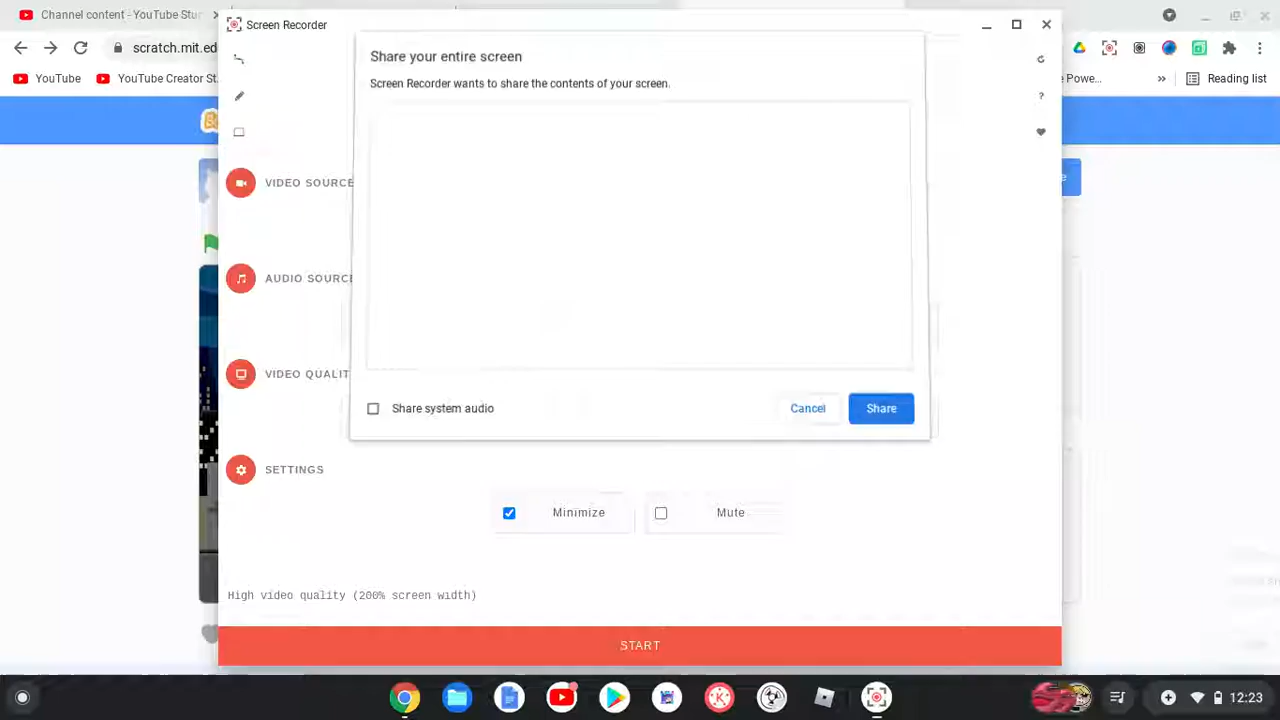 Channel content - YouTube Stu
Screen Recorder
scratch.mit.ed
YouTube
YouTube Creator St
Powe...
»
Reading list
Share your entire screen
Screen Recorder wants to share the contents of your screen.
?
VIDEO SOURCE
AUDIO SOURCE
VIDEO QUALIT
Share system audio
Cancel
Share
SETTINGS
Minimize
Mute
High video quality (200% screen width)
START
12:23